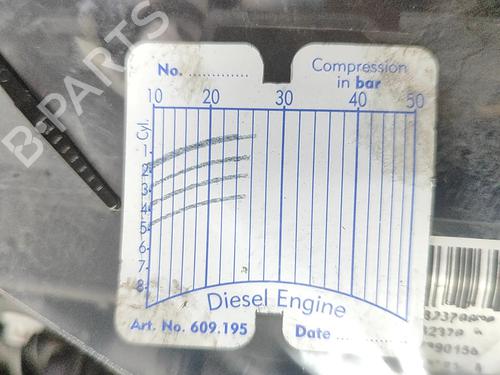 B-PARTS
No. ............
Compression
in bar
10 20 30 40 50
Cyl.
1
2
3
4
5
6
7
8
Diesel Engine
Art. No. 609.195
Date ............